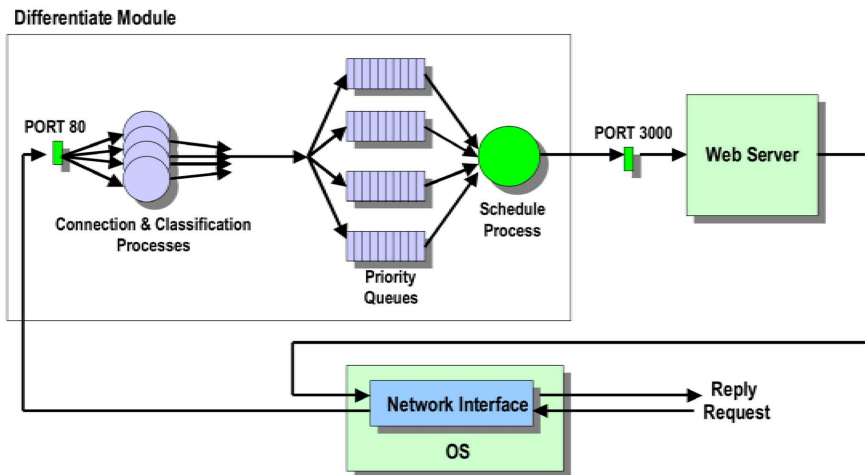 Differentiate Module
PORT 80
Connection & Classification
Processes
Priority
Queues
Schedule
Process
PORT 3000
Web Server
Network Interface
OS
Reply
Request